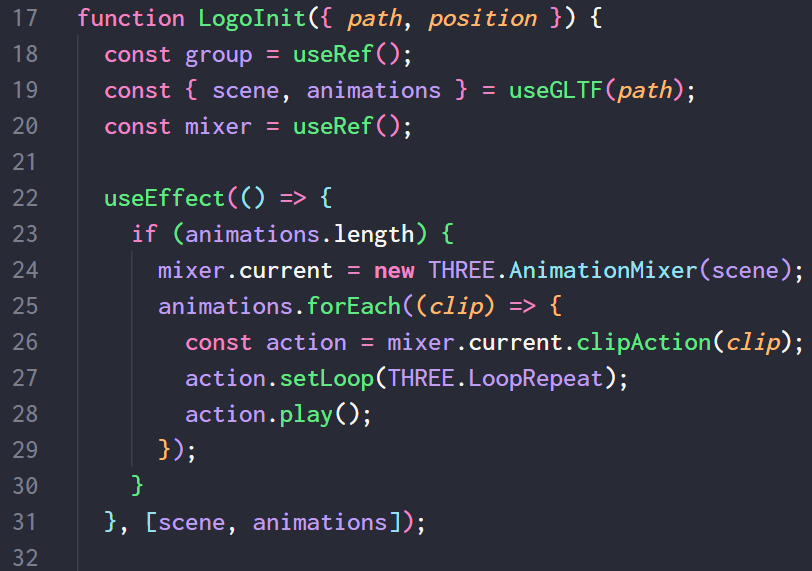 17 function LogoInit({ path, position }) {
18 const group = useRef();
19 const { scene, animations } = useGLTF(path);
20 const mixer = useRef();
21
22 useEffect(() => {
23 if (animations.length) {
24 mixer.current = new THREE.AnimationMixer(scene);
25 animations.forEach((clip) => {
26 const action = mixer.current.clipAction(clip);
27 action.setLoop(THREE.LoopRepeat);
28 action.play();
29 });
30 }
31 }, [scene, animations]);
32